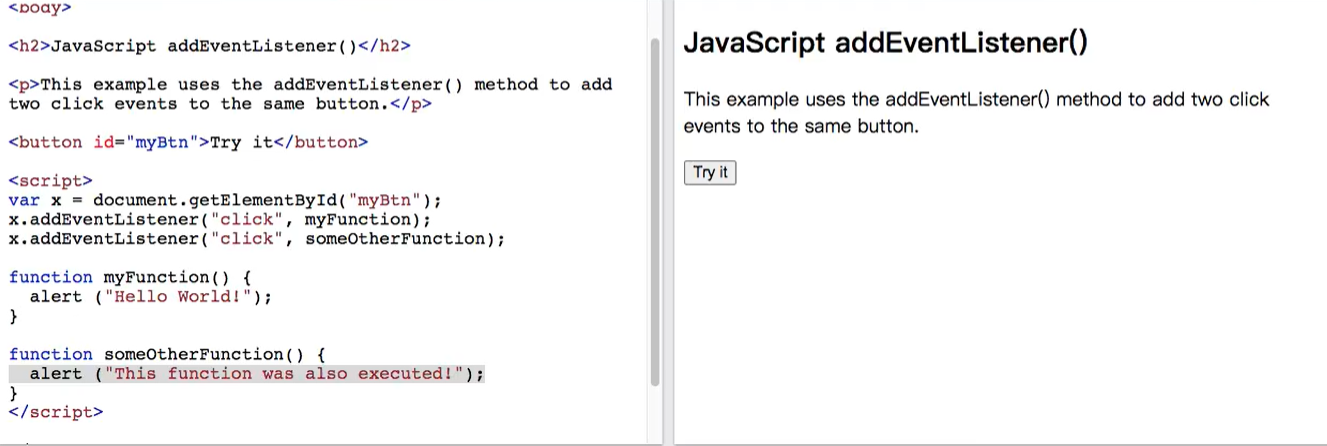 <body>
<h2>JavaScript addEventListener()</h2>
<p>This example uses the addEventListener() method to add
two click events to the same button.</p>
<button id="myBtn">Try it</button>
<script>
var x = document.getElementById("myBtn");
x.addEventListener("click", myFunction);
x.addEventListener("click", someOtherFunction);
function myFunction() {
  alert ("Hello World!");
}
function someOtherFunction() {
  alert ("This function was also executed!");
}
</script>
JavaScript addEventListener()
This example uses the addEventListener() method to add two click
events to the same button.
Try it